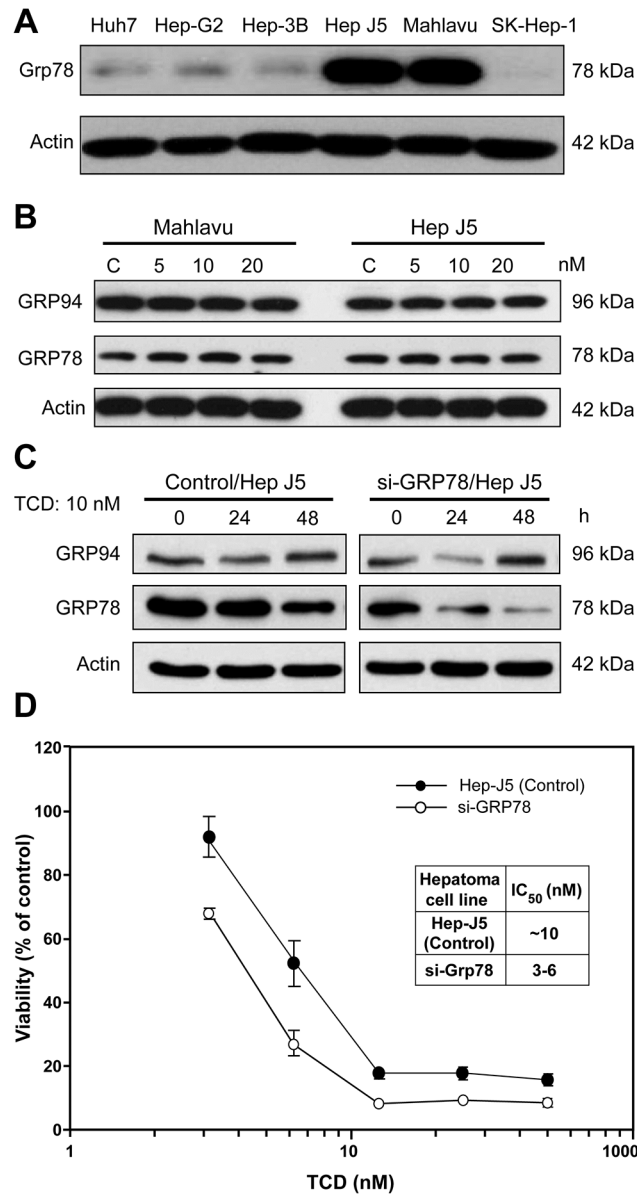 A
Huh7 Hep-G2 Hep-3B Hep J5 Mahlavu SK-Hep-1
Grp78 78 kDa
Actin 42 kDa
B
Mahlavu Hep J5
C 5 10 20 C 5 10 20 nM
GRP94 96 kDa
GRP78 78 kDa
Actin 42 kDa
C
Control/Hep J5 si-GRP78/Hep J5
TCD: 10 nM
0 24 48 0 24 48 h
GRP94 96 kDa
GRP78 78 kDa
Actin 42 kDa
D
120
100
80
60
40
20
0
Viability (% of control)
Hep-J5 (Control)
si-GRP78
Hepatoma cell line IC50 (nM)
Hep-J5 (Control) ~10
si-Grp78 3-6
1 10 100 1000
TCD (nM)